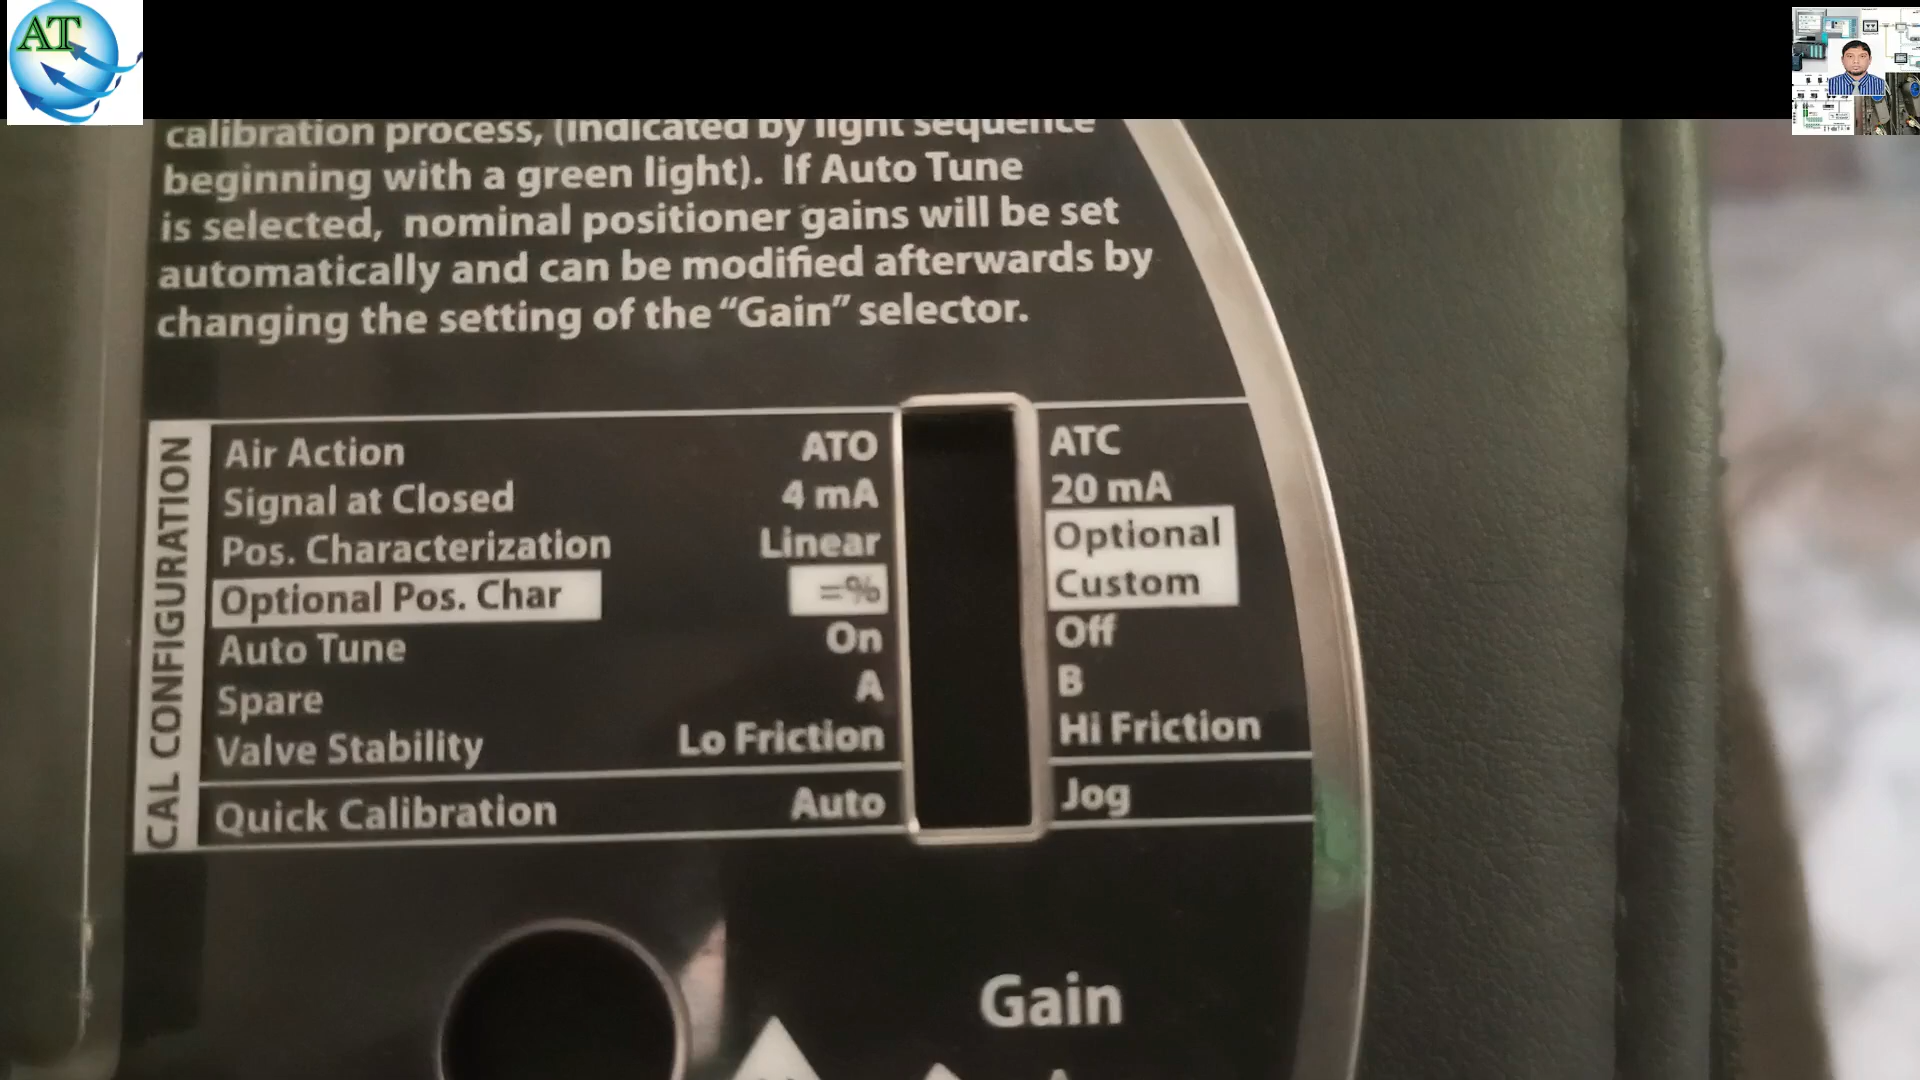 AT
calibration process, (indicated by light sequence
beginning with a green light). If Auto Tune
is selected, nominal positioner gains will be set
automatically and can be modified afterwards by
changing the setting of the “Gain” selector.
CAL CONFIGURATION
Air Action ATO ATC
Signal at Closed 4 mA 20 mA
Pos. Characterization Linear Optional
Optional Pos. Char =% Custom
Auto Tune On Off
Spare A B
Valve Stability Lo Friction Hi Friction
Quick Calibration Auto Jog
Gain